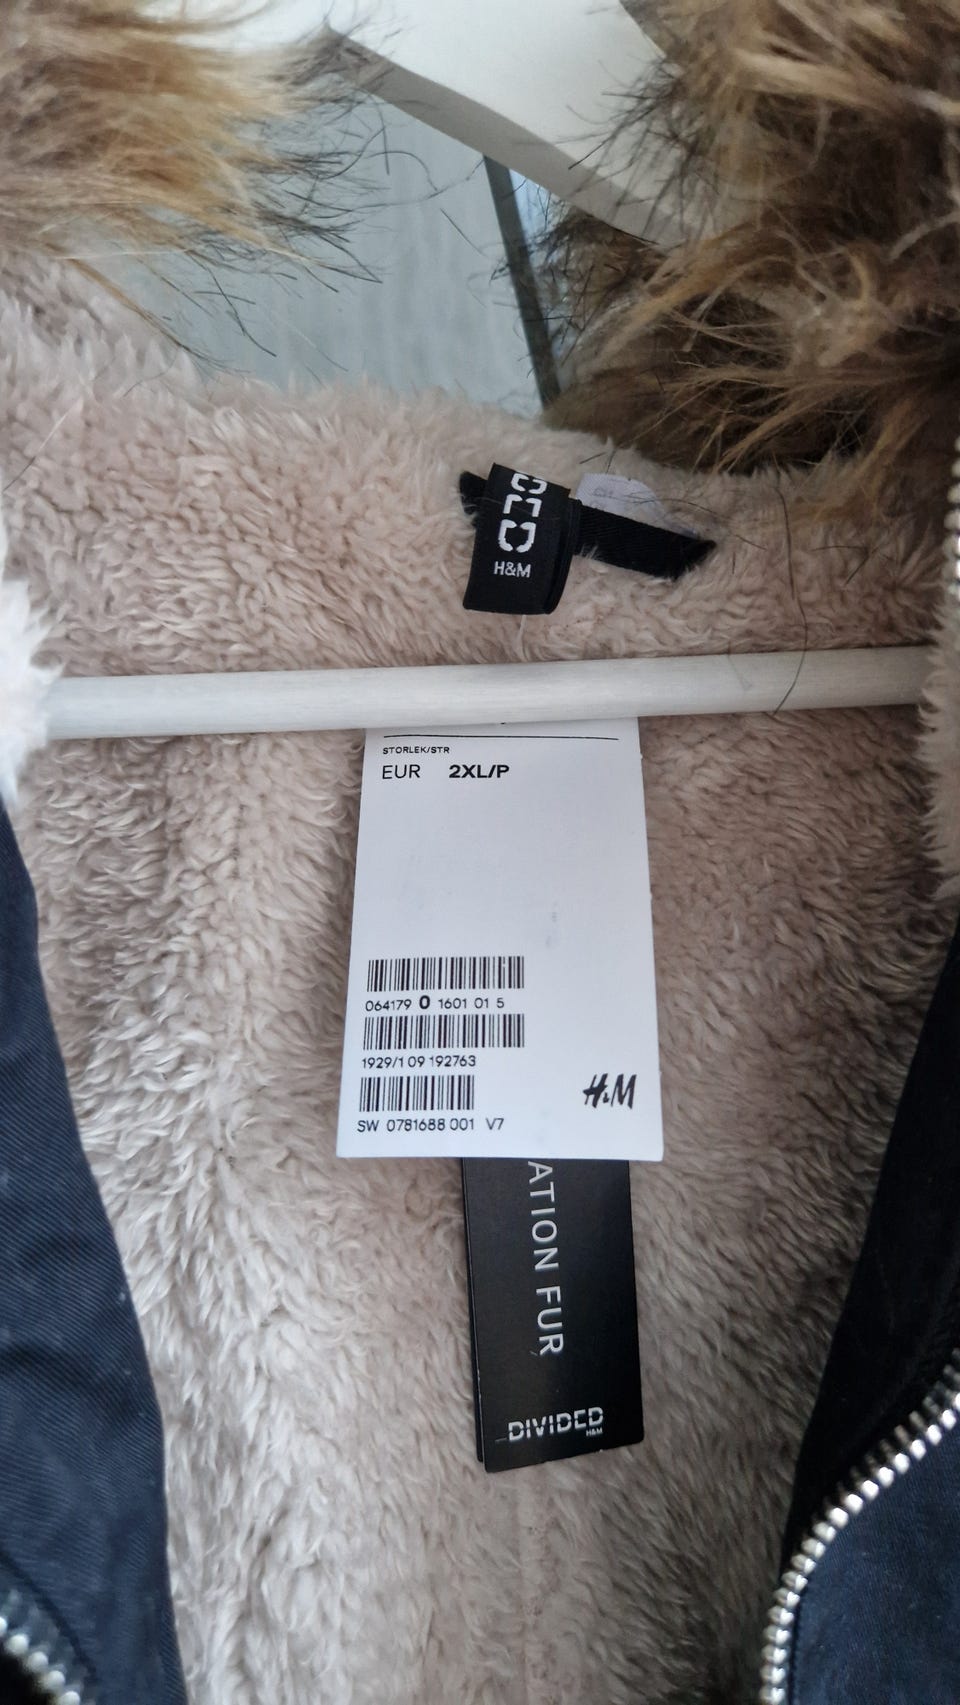 H&M
STORLEK/STR
EUR 2XL/P
064179 0 1601 01 5
1929/1 09 192763
SW 0781688 001 V7
H&M
FUR
DIVIDED
H&M